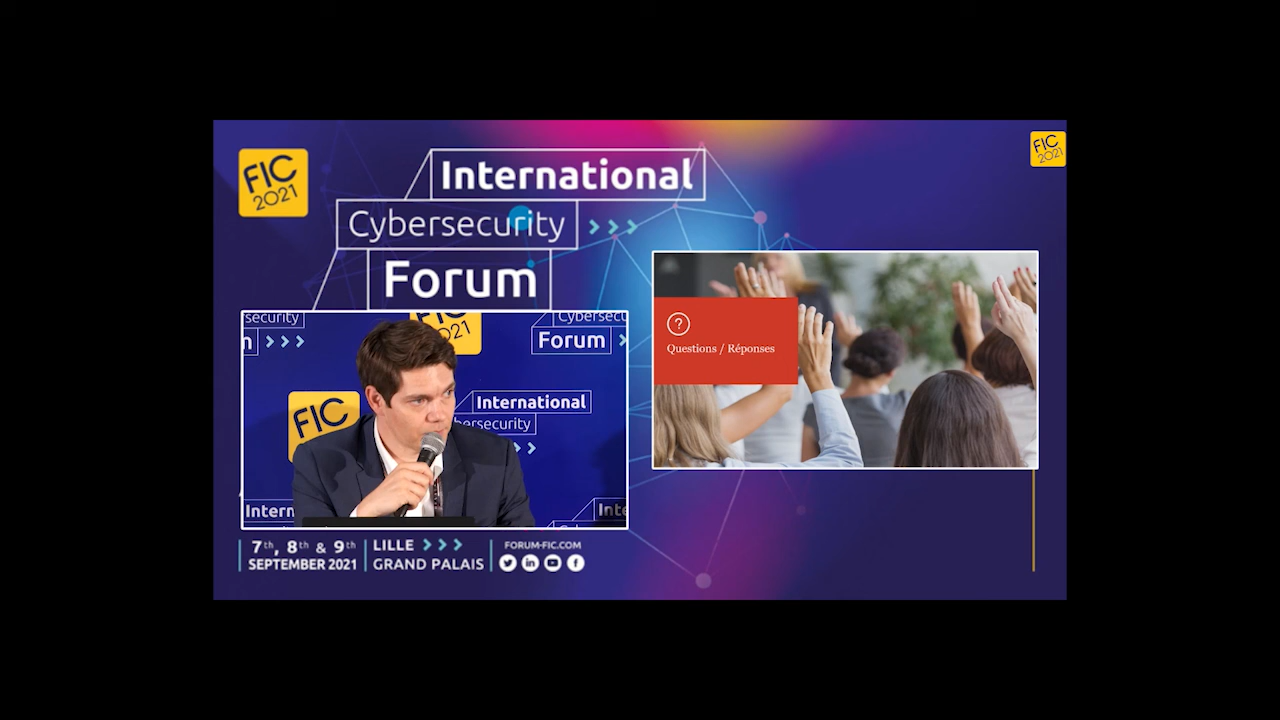 FIC
2021
International
Cybersecurity
Forum
FIC
2021
security
n
2021
Cybersecu
Forum
FIC
International
bersecurity
Intern
Inte
Questions / Réponses
7th, 8th & 9th
SEPTEMBER 2021
LILLE
GRAND PALAIS
FORUM-FIC.COM